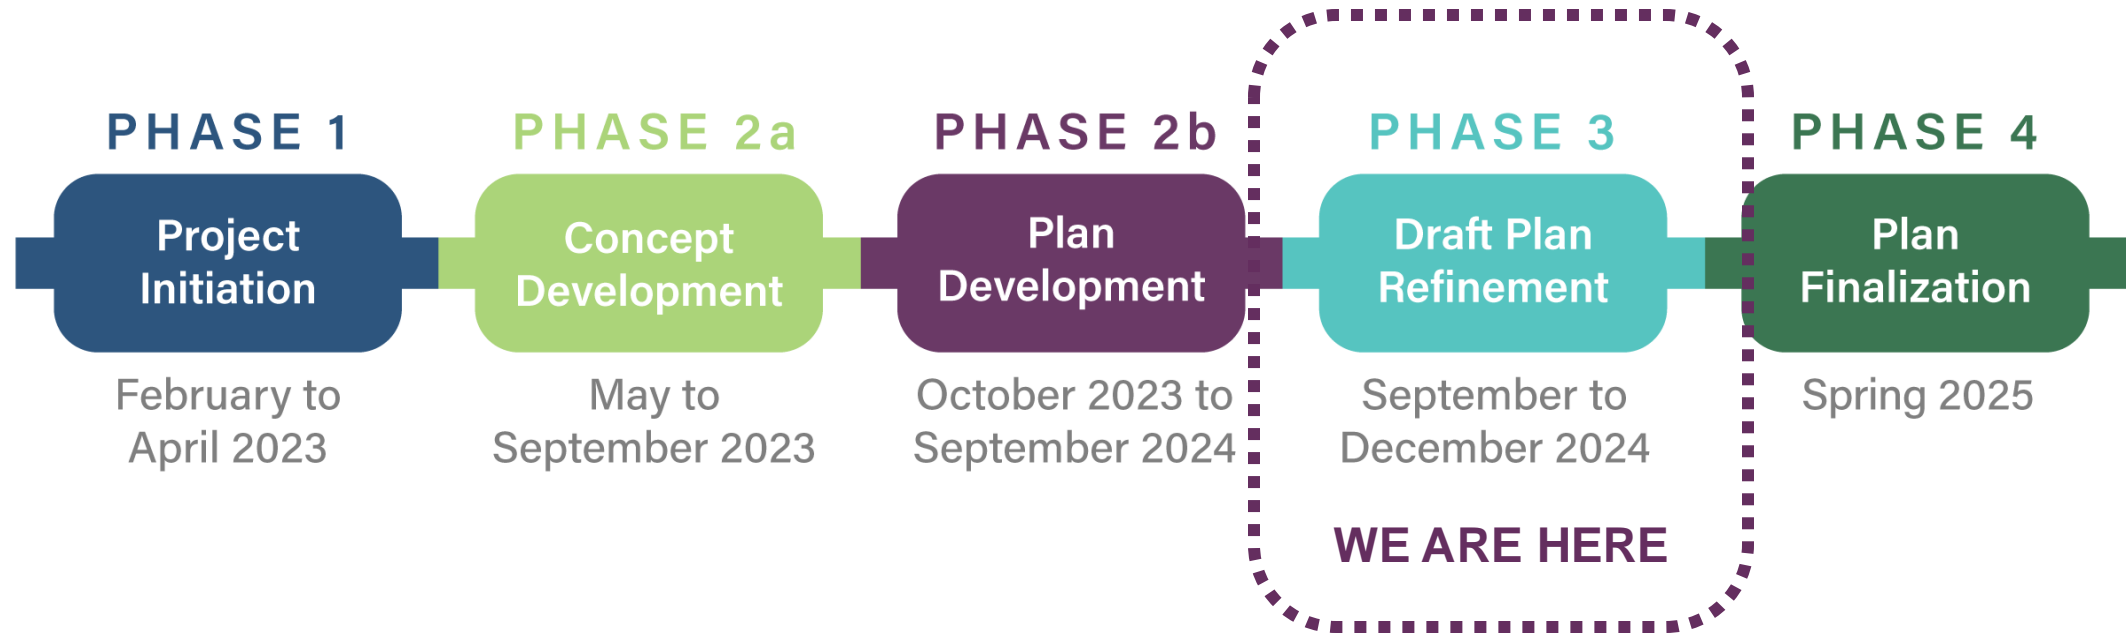 PHASE 1
Project
Initiation
February to
April 2023
PHASE 2a
Concept
Development
May to
September 2023
PHASE 2b
Plan
Development
October 2023 to
September 2024
PHASE 3
Draft Plan
Refinement
September to
December 2024
WE ARE HERE
PHASE 4
Plan
Finalization
Spring 2025